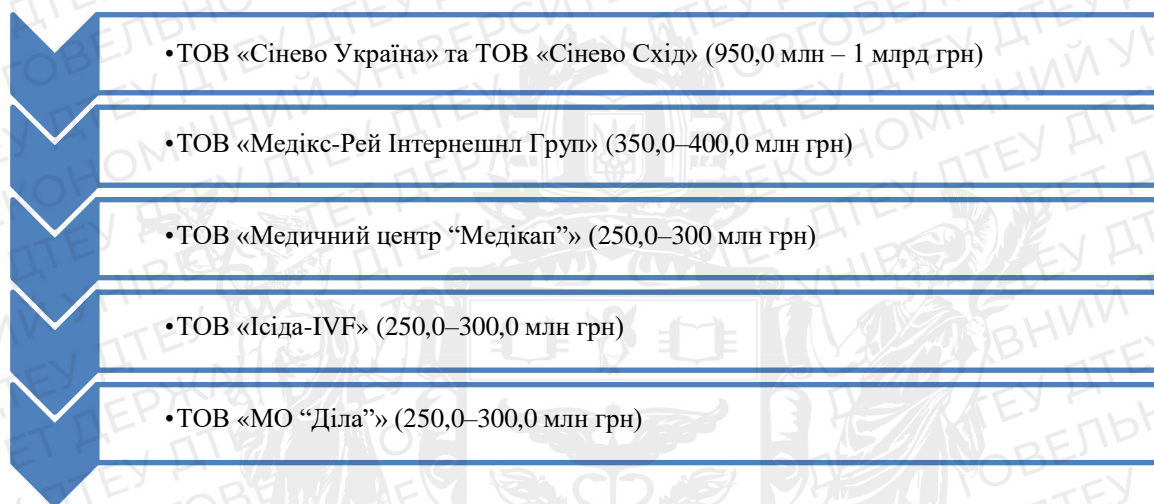 •ТОВ «Сінево Україна» та ТОВ «Сінево Схід» (950,0 млн – 1 млрд грн)
•ТОВ «Медікс-Рей Інтернешнл Груп» (350,0–400,0 млн грн)
•ТОВ «Медичний центр “Медікап”» (250,0–300 млн грн)
•ТОВ «Ісіда-IVF» (250,0–300,0 млн грн)
•ТОВ «МО “Діла”» (250,0–300,0 млн грн)